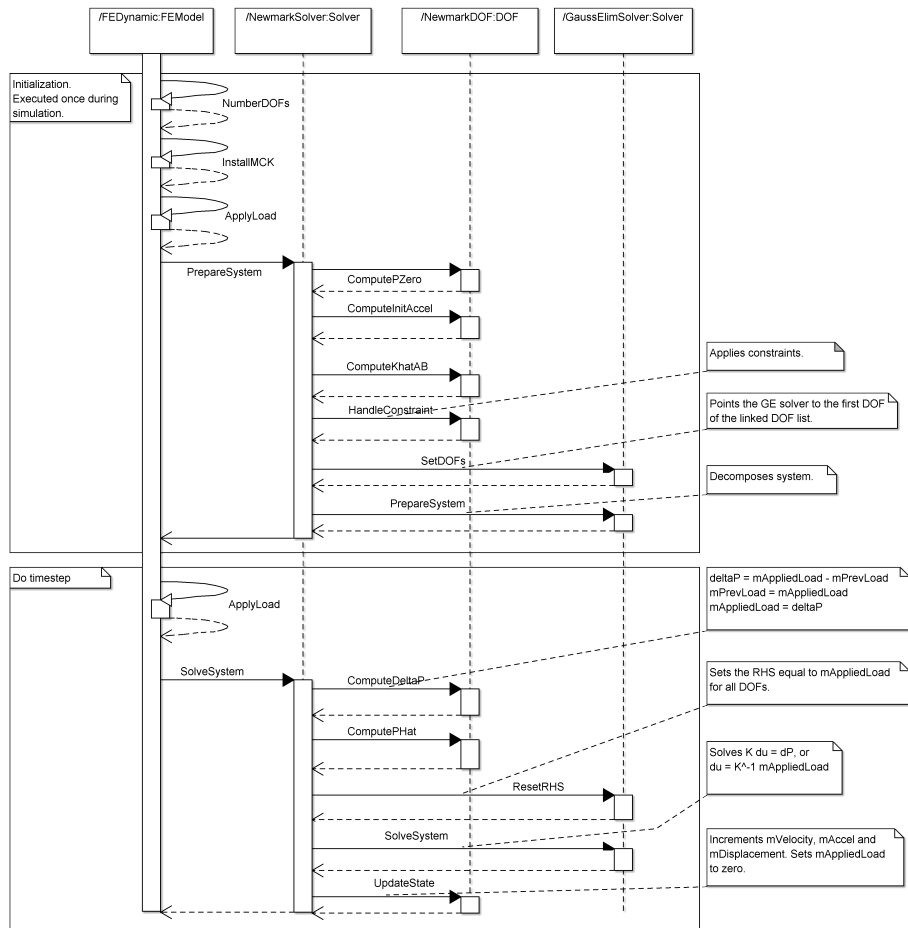 /FEDynamic:FEModel
/NewmarkSolver:Solver
/NewmarkDOF:DOF
/GaussElimSolver:Solver
Initialization.
Executed once during
simulation.
NumberDOFs
InstallMCK
ApplyLoad
PrepareSystem
ComputePZero
ComputeInitAccel
ComputeKhatAB
HandleConstraint
SetDOFs
PrepareSystem
Applies constraints.
Points the GE solver to the first DOF
of the linked DOF list.
Decomposes system.
Do timestep
ApplyLoad
SolveSystem
ComputeDeltaP
ComputePHat
ResetRHS
SolveSystem
UpdateState
deltaP = mAppliedLoad - mPrevLoad
mPrevLoad = mAppliedLoad
mAppliedLoad = deltaP
Sets the RHS equal to mAppliedLoad
for all DOFs.
Solves K du = dP, or
du = K^-1 mAppliedLoad
Increments mVelocity, mAccel and
mDisplacement. Sets mAppliedLoad
to zero.